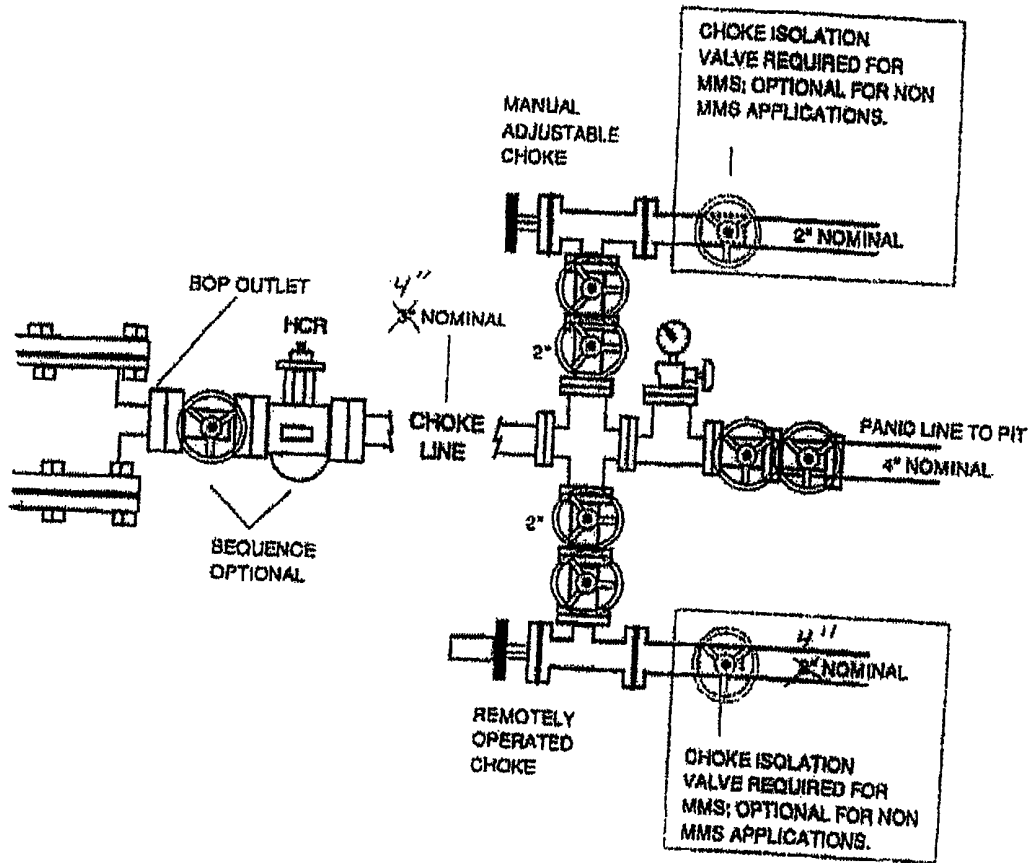 CHOKE ISOLATION
VALVE REQUIRED FOR
MMS; OPTIONAL FOR NON
MMS APPLICATIONS.
MANUAL
ADJUSTABLE
CHOKE
2" NOMINAL
BOP OUTLET
HCR
4"
3" NOMINAL
2"
CHOKE
LINE
PANIC LINE TO PIT
4" NOMINAL
2"
SEQUENCE
OPTIONAL
4"
2" NOMINAL
REMOTELY
OPERATED
CHOKE
CHOKE ISOLATION
VALVE REQUIRED FOR
MMS; OPTIONAL FOR NON
MMS APPLICATIONS.